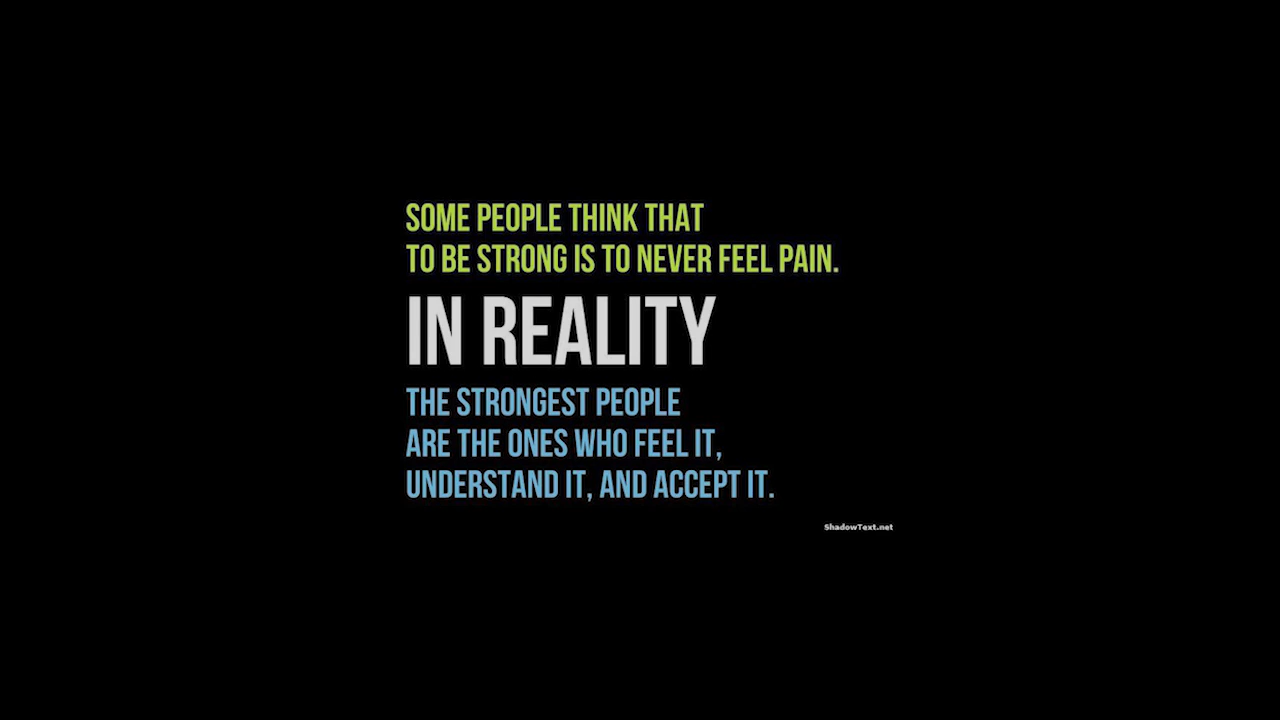 SOME PEOPLE THINK THAT
TO BE STRONG IS TO NEVER FEEL PAIN.
IN REALITY
THE STRONGEST PEOPLE
ARE THE ONES WHO FEEL IT,
UNDERSTAND IT, AND ACCEPT IT.
ShadowText.net